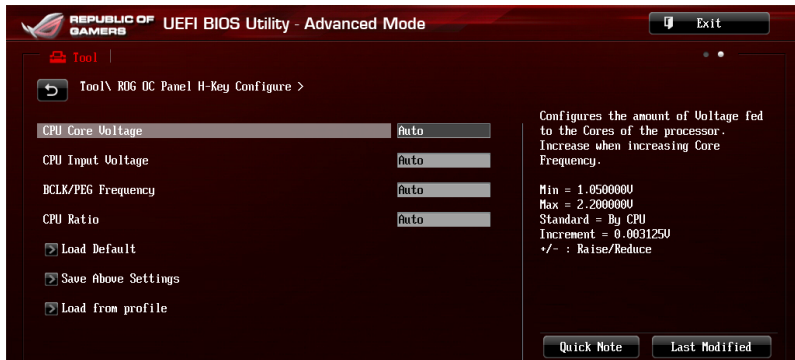 REPUBLIC OF
GAMERS
UEFI BIOS Utility - Advanced Mode
Exit
Tool
Tool\ ROG OC Panel H-Key Configure >
CPU Core Voltage Auto
CPU Input Voltage Auto
BCLK/PEG Frequency Auto
CPU Ratio Auto
Load Default
Save Above Settings
Load from profile
Configures the amount of Voltage fed
to the Cores of the processor.
Increase when increasing Core
Frequency.
Min = 1.050000V
Max = 2.200000V
Standard = By CPU
Increment = 0.003125V
+/- : Raise/Reduce
Quick Note
Last Modified